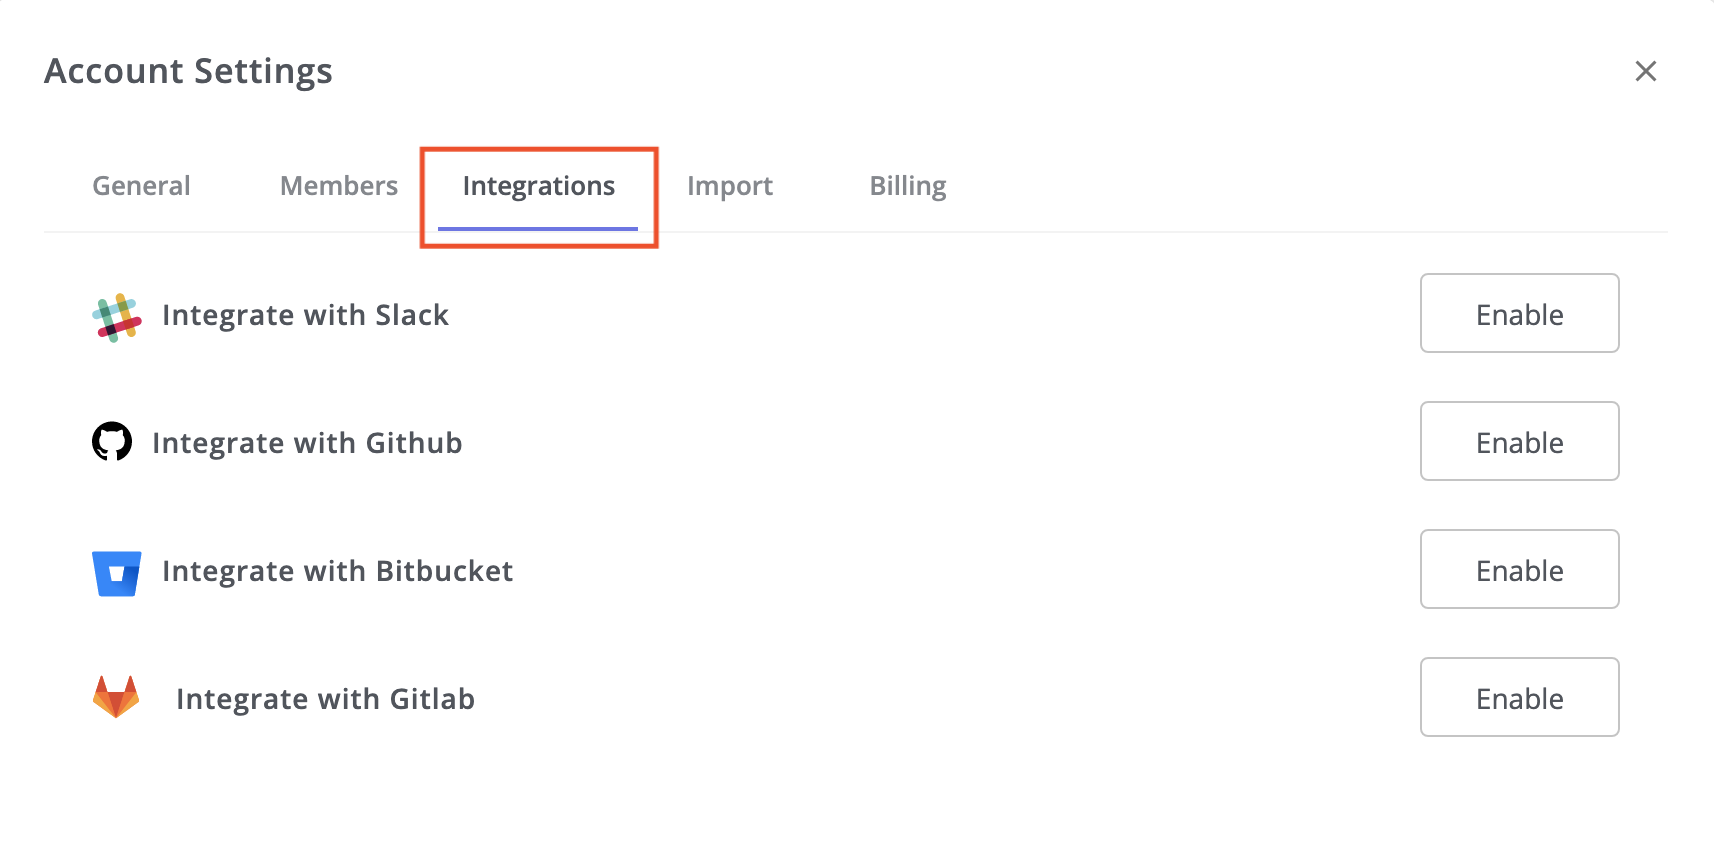 Account Settings
General Members Integrations Import Billing
Integrate with Slack Enable
Integrate with Github Enable
Integrate with Bitbucket Enable
Integrate with Gitlab Enable